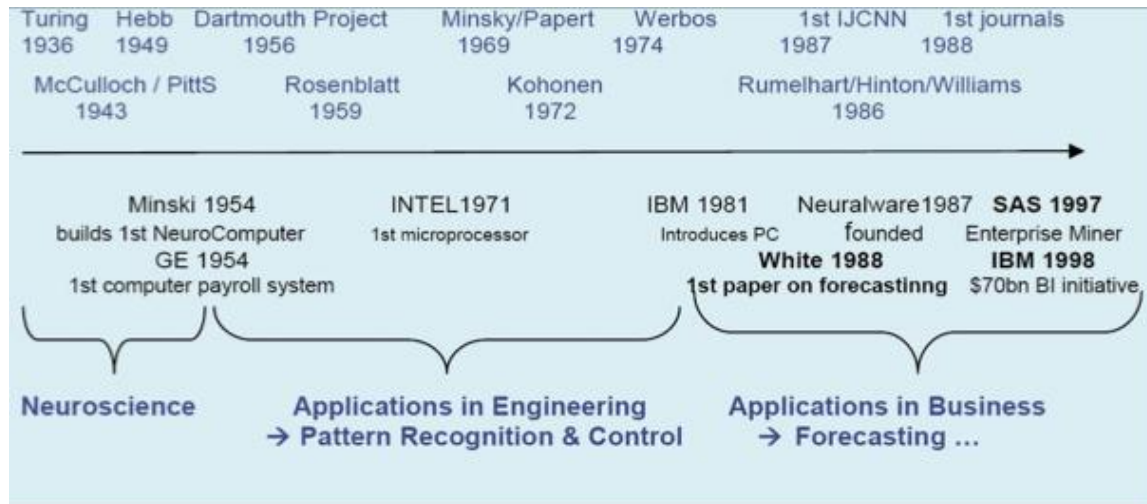 Turing Hebb Dartmouth Project Minsky/Papert Werbos 1st IJCNN 1st journals
1936 1949 1956 1969 1974 1987 1988
McCulloch / PittS Rosenblatt Kohonen Rumelhart/Hinton/Williams
1943 1959 1972 1986
Minski 1954 INTEL1971 IBM 1981 Neuralware1987 SAS 1997
builds 1st NeuroComputer 1st microprocessor Introduces PC founded Enterprise Miner
GE 1954 White 1988 IBM 1998
1st computer payroll system 1st paper on forecastinng $70bn BI initiative
Neuroscience Applications in Engineering Applications in Business
→ Pattern Recognition & Control → Forecasting ...